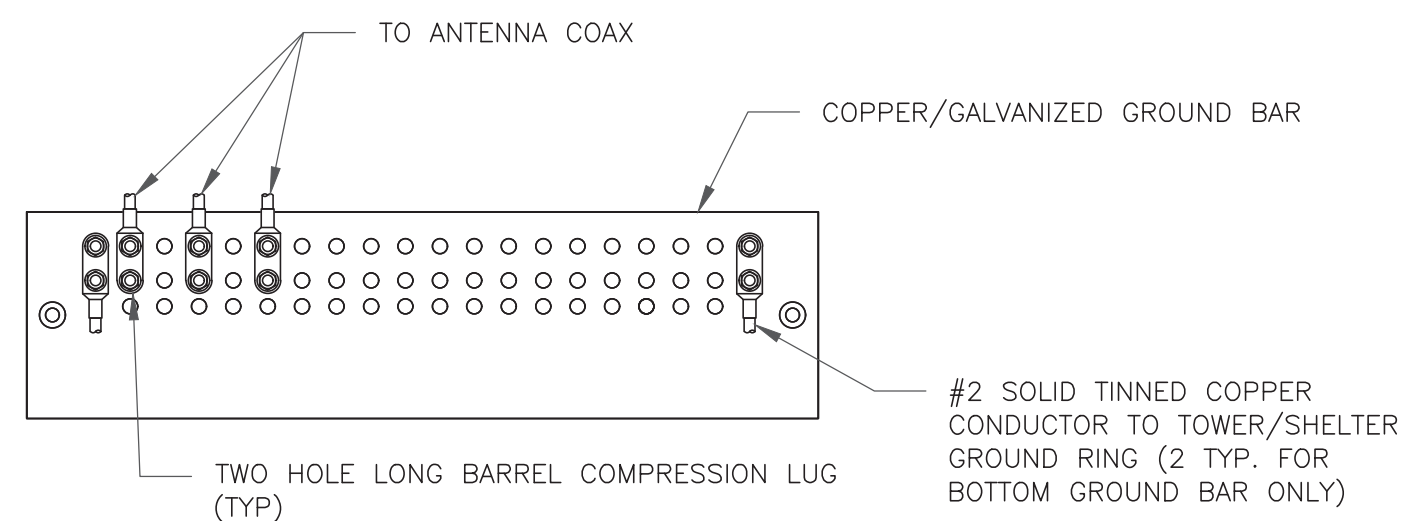 TO ANTENNA COAX
COPPER/GALVANIZED GROUND BAR
#2 SOLID TINNED COPPER
CONDUCTOR TO TOWER/SHELTER
GROUND RING (2 TYP. FOR
BOTTOM GROUND BAR ONLY)
TWO HOLE LONG BARREL COMPRESSION LUG
(TYP)